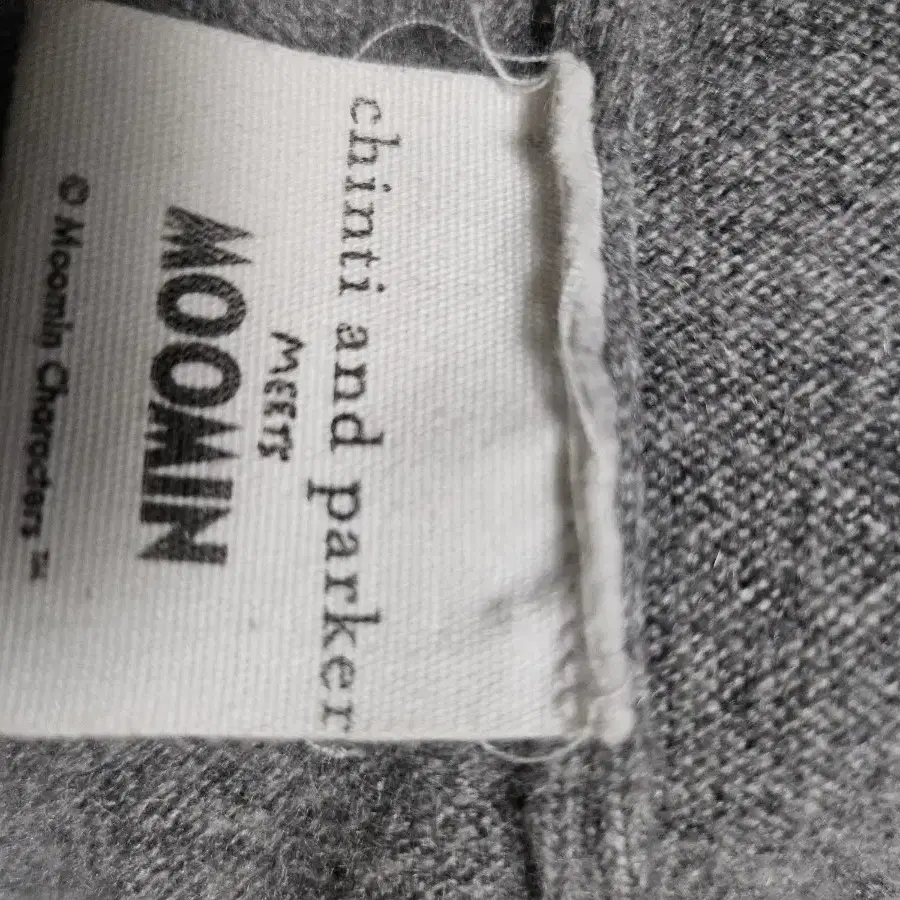 chinti and parker
MEETS
MOOMIN
© Moomin Characters ™